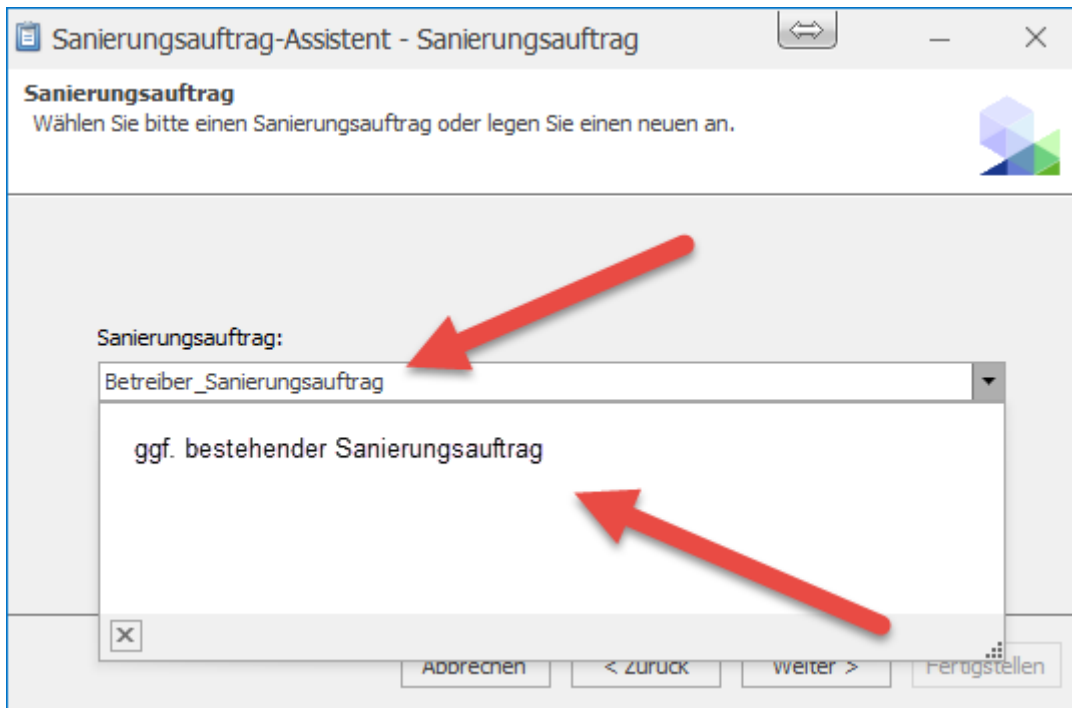 Sanierungsauftrag-Assistent - Sanierungsauftrag
Sanierungsauftrag
Wählen Sie bitte einen Sanierungsauftrag oder legen Sie einen neuen an.
Sanierungsauftrag:
Betreiber_Sanierungsauftrag
ggf. bestehender Sanierungsauftrag
Abbrechen
< Zurück
Weiter >
Fertigstellen